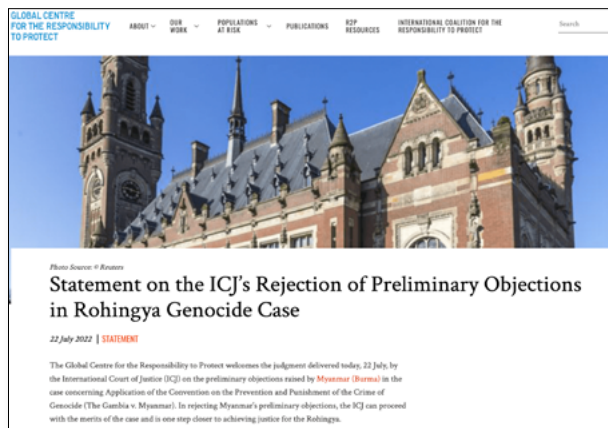 GLOBAL CENTRE
FOR THE RESPONSIBILITY
TO PROTECT
ABOUT
OUR
WORK
POPULATIONS
AT RISK
PUBLICATIONS
R2P
RESOURCES
INTERNATIONAL COALITION FOR THE
RESPONSIBILITY TO PROTECT
Search
Photo Source: © Reuters
Statement on the ICJ’s Rejection of Preliminary Objections
in Rohingya Genocide Case
22 July 2022 | STATEMENT
The Global Centre for the Responsibility to Protect welcomes the judgment delivered today, 22 July, by
the International Court of Justice (ICJ) on the preliminary objections raised by Myanmar (Burma) in the
case concerning Application of the Convention on the Prevention and Punishment of the Crime of
Genocide (The Gambia v. Myanmar). In rejecting Myanmar’s preliminary objections, the ICJ can proceed
with the merits of the case and is one step closer to achieving justice for the Rohingya.